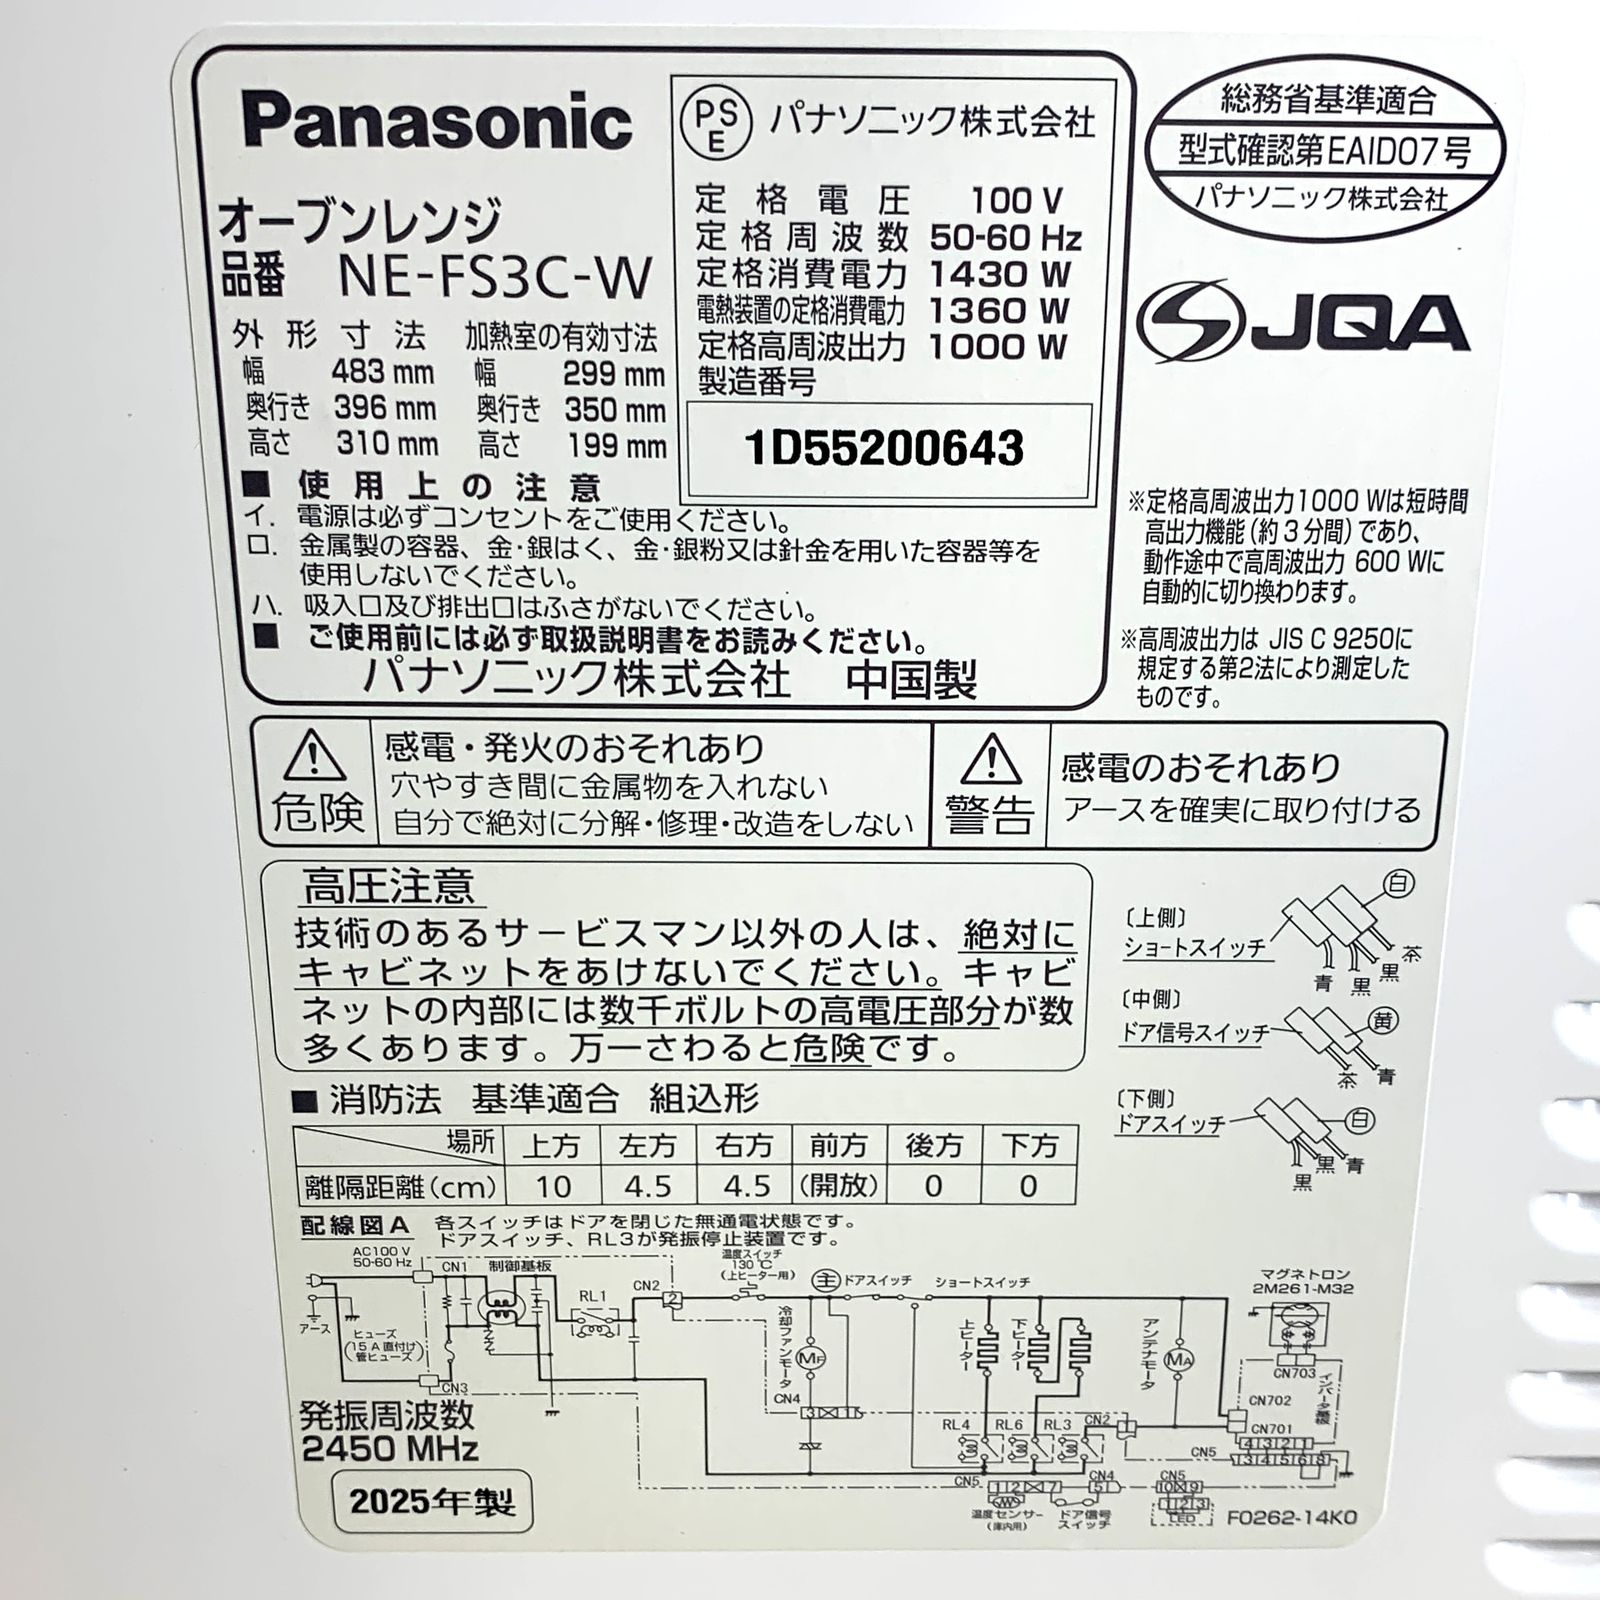 Panasonic
オーブンレンジ
品番 NE-FS3C-W
外形寸法 加熱室の有効寸法
幅 483 mm 幅 299 mm
奥行き 396 mm 奥行き 350 mm
高さ 310 mm 高さ 199 mm
PSE パナソニック株式会社
定格電圧 100 V
定格周波数 50-60 Hz
定格消費電力 1430 W
電熱装置の定格消費電力 1360 W
定格高周波出力 1000 W
製造番号
1D55200643
総務省基準適合
型式確認第EAID07号
パナソニック株式会社
JQA
※定格高周波出力1000 Wは短時間
高出力機能(約3分間)であり、
動作途中で高周波出力 600 Wに
自動的に切り換わります。
※高周波出力は JIS C 9250に
規定する第2法により測定した
ものです。
■ 使用上の注意
イ. 電源は必ずコンセントをご使用ください。
ロ. 金属製の容器、金・銀はく、金・銀粉又は針金を用いた容器等を
使用しないでください。
ハ. 吸入口及び排出口はふさがないでください。
■ ご使用前には必ず取扱説明書をお読みください。
パナソニック株式会社 中国製
危険
感電・発火のおそれあり
穴やすき間に金属物を入れない
自分で絶対に分解・修理・改造をしない
警告
感電のおそれあり
アースを確実に取り付ける
高圧注意
技術のあるサービスマン以外の人は、絶対に
キャビネットをあけないでください。キャビ
ネットの内部には数千ボルトの高電圧部分が数
多くあります。万一さわると危険です。
〔上側〕
ショートスイッチ
白
青 黒 黒 茶
〔中側〕
ドア信号スイッチ
黄
茶 青
〔下側〕
ドアスイッチ
白
黒 黒 青
■ 消防法 基準適合 組込形
場所 上方 左方 右方 前方 後方 下方
離隔距離(cm) 10 4.5 4.5 (開放) 0 0
配線図A 各スイッチはドアを閉じた無通電状態です。
ドアスイッチ、RL3が発振停止装置です。
AC100 V
50-60 Hz
CN1
制御基板
RL1
CN2
2
温度スイッチ
130 ℃
(上ヒーター用)
主
ドアスイッチ
ショートスイッチ
マグネトロン
2M261-M32
アース
ヒューズ
(15 A直付け
管ヒューズ)
CN3
冷却ファンモータ
MF
CN4
3 1
上ヒーター
下ヒーター
アンテナモータ
MA
CN703
インバータ基板
CN702
CN701
4 3 2 1
RL4 RL6 RL3 CN2
1
CN5
1 3 4 5 6 8
CN5
1 2 7
CN4
5
CN5
10 9
1 2 3
LED
温度センサー
(庫内用)
ドア信号
スイッチ
F0262-14K0
発振周波数
2450 MHz
2025年製